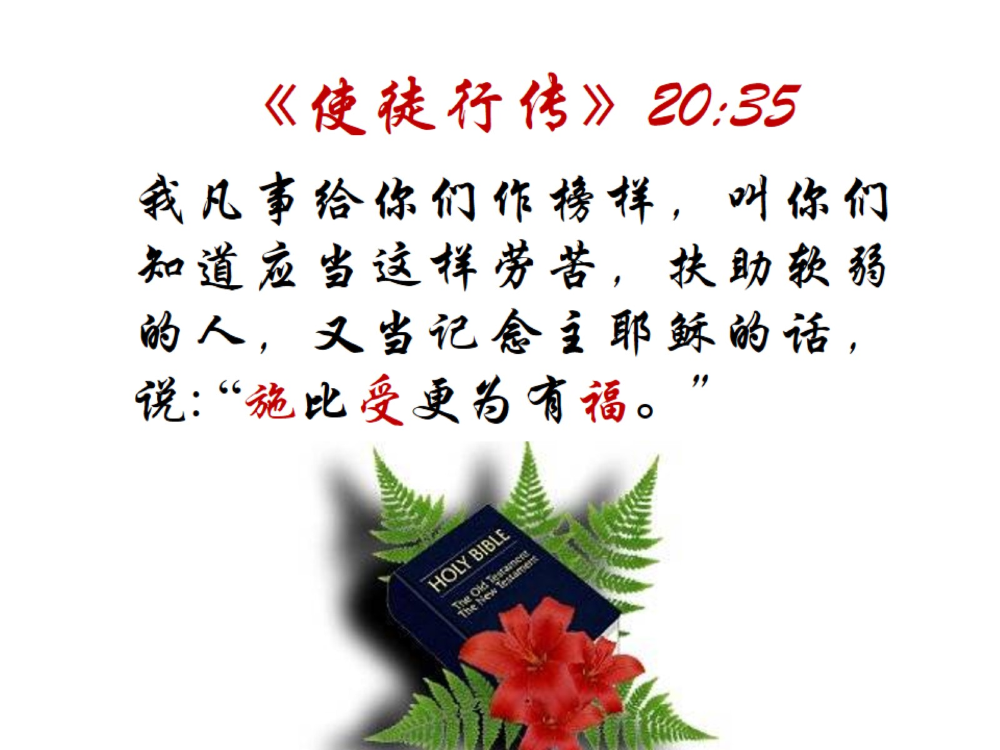 《使徒行传》20:35
我凡事给你们作榜样，叫你们
知道应当这样劳苦，扶助软弱
的人，又当记念主耶稣的话，
说:“施比受更为有福。”
HOLY BIBLE
The Old Testament
The New Testament